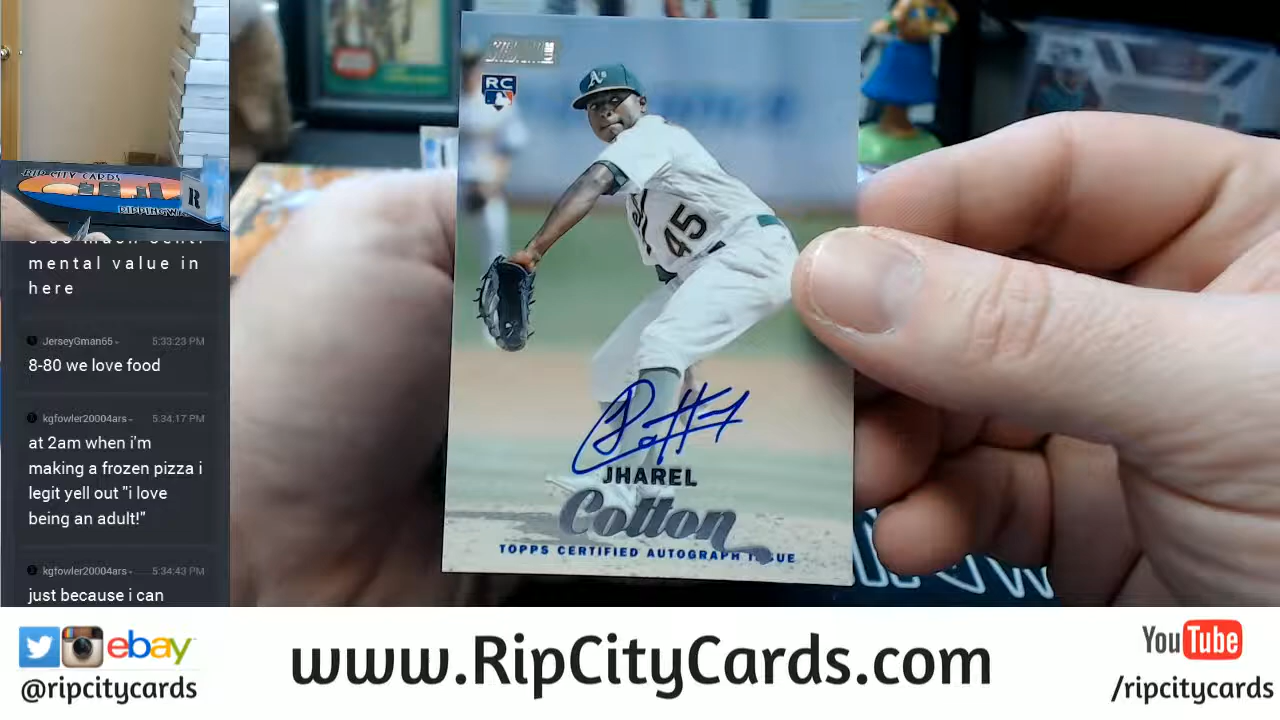 RIP CITY CARDS
R
mental value in
here
JerseyGman65
5:33:23 PM
8-80 we love food
kgfowler20004ars
5:34:17 PM
at 2am when i'm
making a frozen pizza i
legit yell out "i love
being an adult!"
kgfowler20004ars
5:34:43 PM
just because i can
RC
A's
45
JHAREL
Cotton
TOPPS CERTIFIED AUTOGRAPH ISSUE
ebay
@ripcitycards
www.RipCityCards.com
YouTube
/ripcitycards